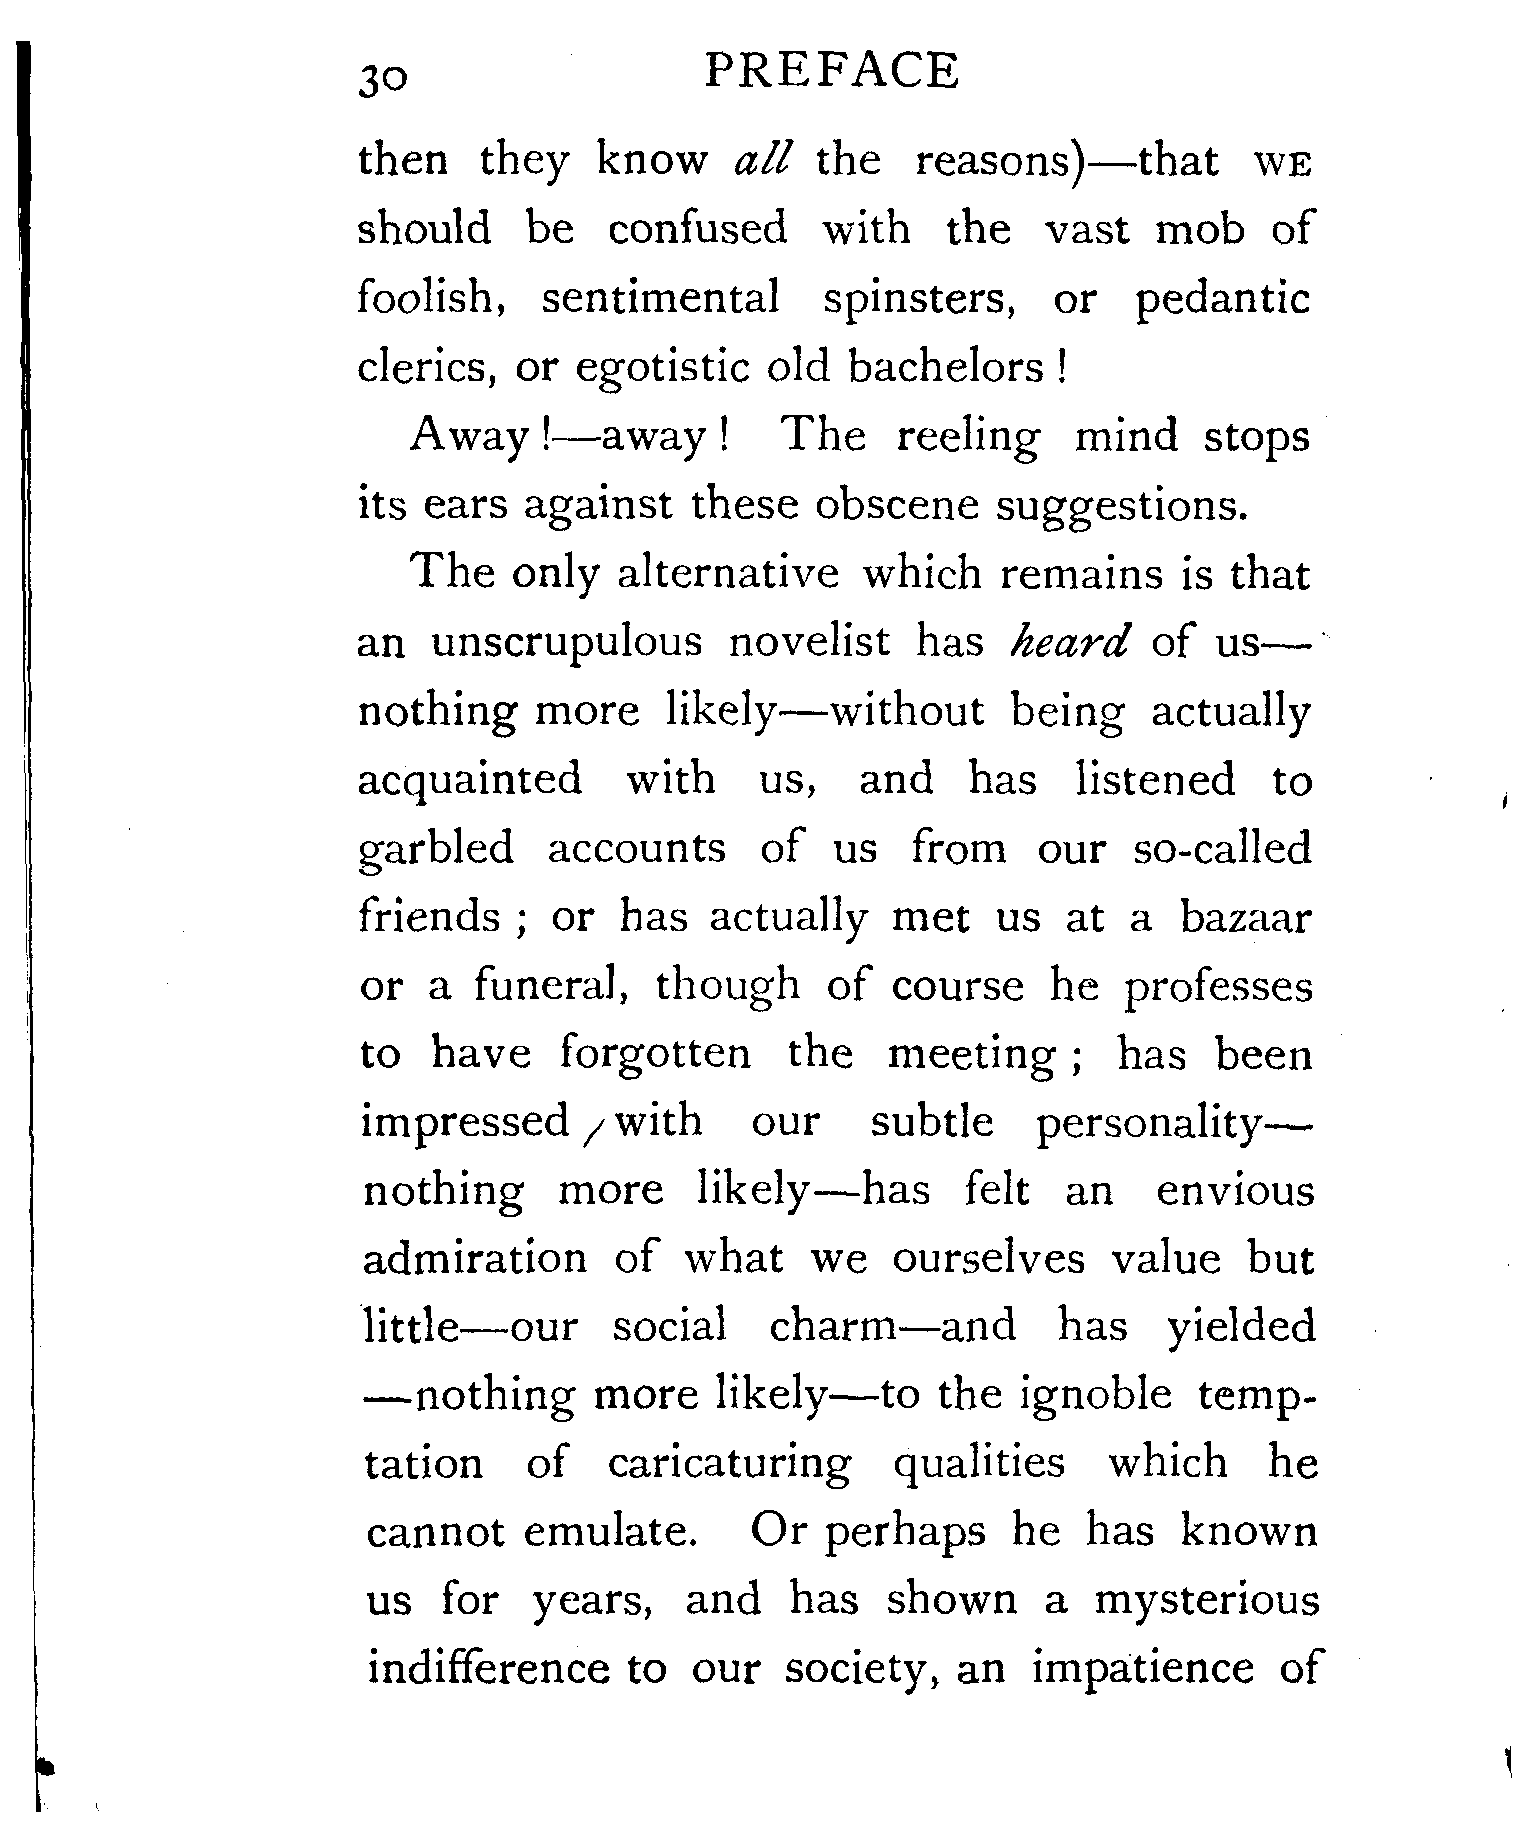 30 PREFACE
then they know all the reasons)—that WE
should be confused with the vast mob of
foolish, sentimental spinsters, or pedantic
clerics, or egotistic old bachelors !
Away !—away ! The reeling mind stops
its ears against these obscene suggestions.
The only alternative which remains is that
an unscrupulous novelist has heard of us—
nothing more likely—without being actually
acquainted with us, and has listened to
garbled accounts of us from our so-called
friends ; or has actually met us at a bazaar
or a funeral, though of course he professes
to have forgotten the meeting ; has been
impressed with our subtle personality—
nothing more likely—has felt an envious
admiration of what we ourselves value but
little—our social charm—and has yielded
—nothing more likely—to the ignoble temp-
tation of caricaturing qualities which he
cannot emulate. Or perhaps he has known
us for years, and has shown a mysterious
indifference to our society, an impatience of